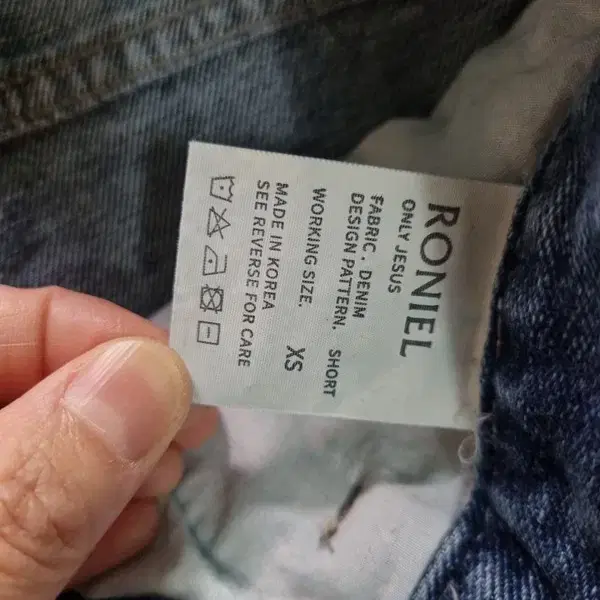 RONIEL
ONLY JESUS
FABRIC . DENIM
DESIGN PATTERN. SHORT
WORKING SIZE. XS
MADE IN KOREA
SEE REVERSE FOR CARE